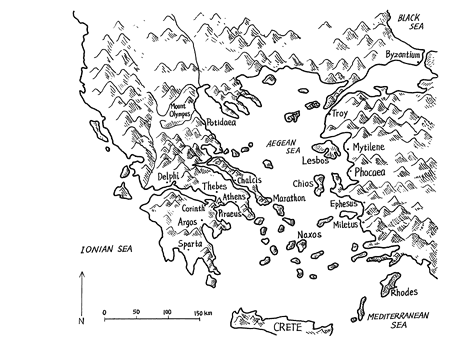 BLACK
SEA
Byzantium
Mount
Olympus
Potidaea
Troy
AEGEAN
SEA
Lesbos
Mytilene
Phocaea
Delphi
Thebes
Chalcis
Chios
Athens
Marathon
Ephesus
Corinth
Piraeus
Miletus
Argos
Sparta
Naxos
IONIAN SEA
Rhodes
N
0 50 100 150 km
MEDITERRANEAN
SEA
CRETE